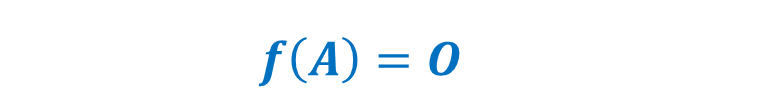 f(A) = O